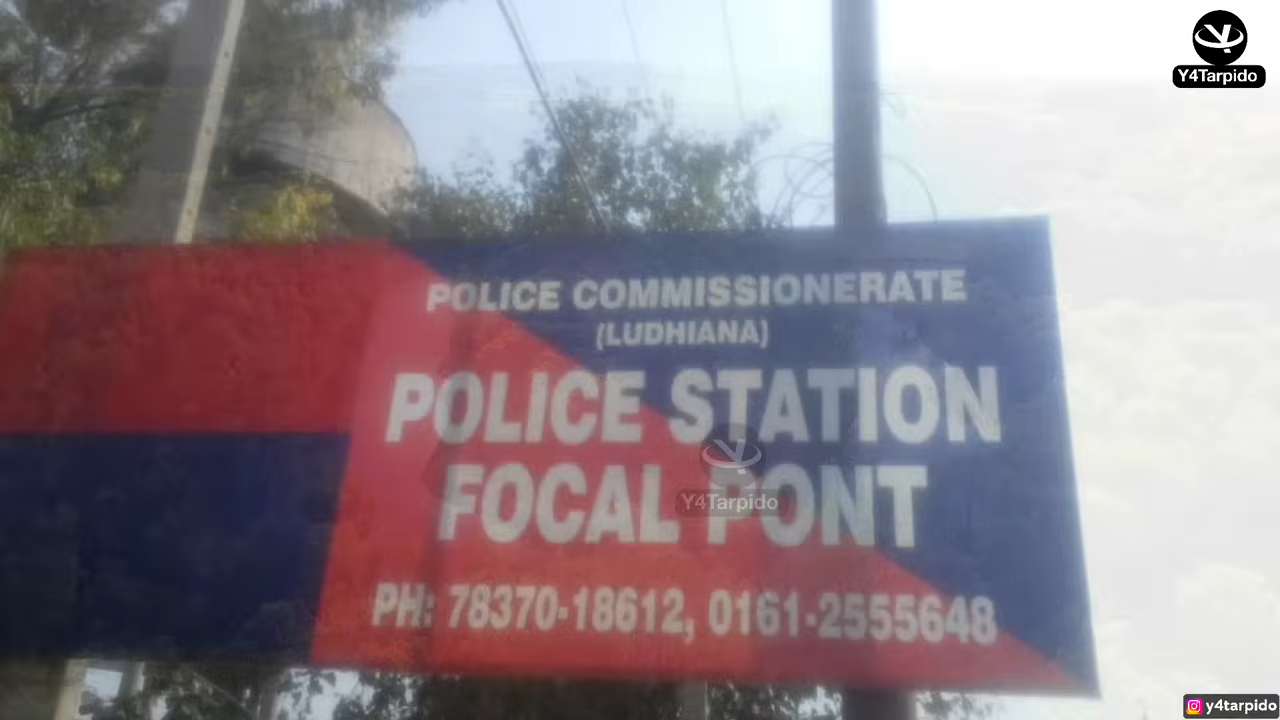 Y4Tarpido
POLICE COMMISSIONERATE
(LUDHIANA)
POLICE STATION
FOCAL PONT
Y4Tarpido
PH: 78370-18612, 0161-2555648
y4tarpido